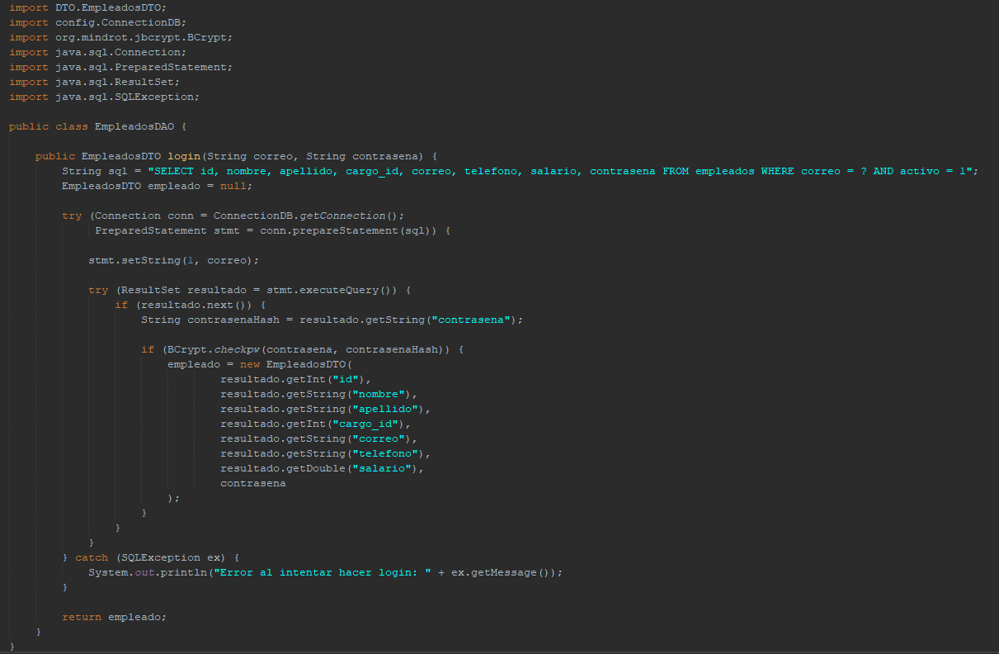 import DTO.EmpleadosDTO;
import config.ConnectionDB;
import org.mindrot.jbcrypt.BCrypt;
import java.sql.Connection;
import java.sql.PreparedStatement;
import java.sql.ResultSet;
import java.sql.SQLException;

public class EmpleadosDAO {

    public EmpleadosDTO login(String correo, String contrasena) {
        String sql = "SELECT id, nombre, apellido, cargo_id, correo, telefono, salario, contrasena FROM empleados WHERE correo = ? AND activo = 1";
        EmpleadosDTO empleado = null;

        try (Connection conn = ConnectionDB.getConnection();
             PreparedStatement stmt = conn.prepareStatement(sql)) {

            stmt.setString(1, correo);

            try (ResultSet resultado = stmt.executeQuery()) {
                if (resultado.next()) {
                    String contrasenaHash = resultado.getString("contrasena");

                    if (BCrypt.checkpw(contrasena, contrasenaHash)) {
                        empleado = new EmpleadosDTO(
                                resultado.getInt("id"),
                                resultado.getString("nombre"),
                                resultado.getString("apellido"),
                                resultado.getInt("cargo_id"),
                                resultado.getString("correo"),
                                resultado.getString("telefono"),
                                resultado.getDouble("salario"),
                                contrasena
                        );
                    }
                }
            }
        } catch (SQLException ex) {
            System.out.println("Error al intentar hacer login: " + ex.getMessage());
        }

        return empleado;
    }
}